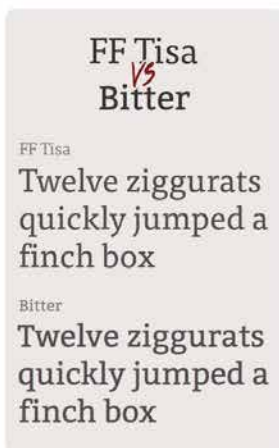 FF Tisa
VS
Bitter
FF Tisa
Twelve ziggurats
quickly jumped a
finch box
Bitter
Twelve ziggurats
quickly jumped a
finch box